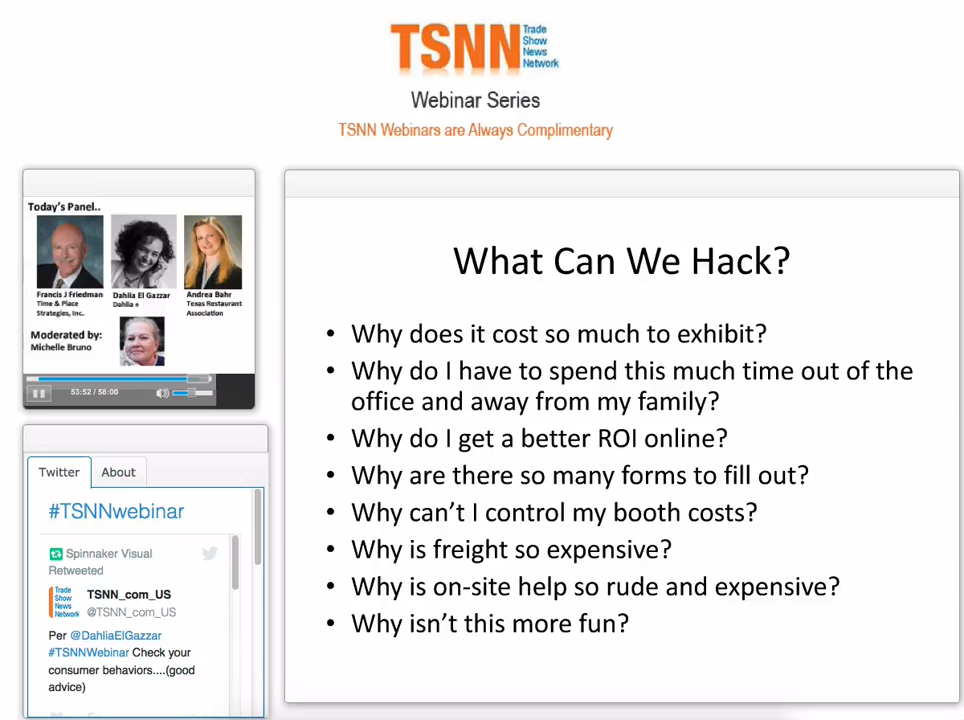 TSNN
Trade
Show
News
Network
Webinar Series
TSNN Webinars are Always Complimentary
Today's Panel..
Francis J Friedman
Time & Place
Strategies, Inc.
Dahlia El Gazzar
Dahlia +
Andrea Bahr
Texas Restaurant
Association
Moderated by:
Michelle Bruno
53:52 / 58:00
Twitter
About
#TSNNwebinar
Spinnaker Visual
Retweeted
Trade
Show
News
Network
TSNN_com_US
@TSNN_com_US
Per @DahliaElGazzar
#TSNNWebinar Check your
consumer behaviors....(good
advice)
What Can We Hack?
• Why does it cost so much to exhibit?
• Why do I have to spend this much time out of the
office and away from my family?
• Why do I get a better ROI online?
• Why are there so many forms to fill out?
• Why can't I control my booth costs?
• Why is freight so expensive?
• Why is on-site help so rude and expensive?
• Why isn't this more fun?